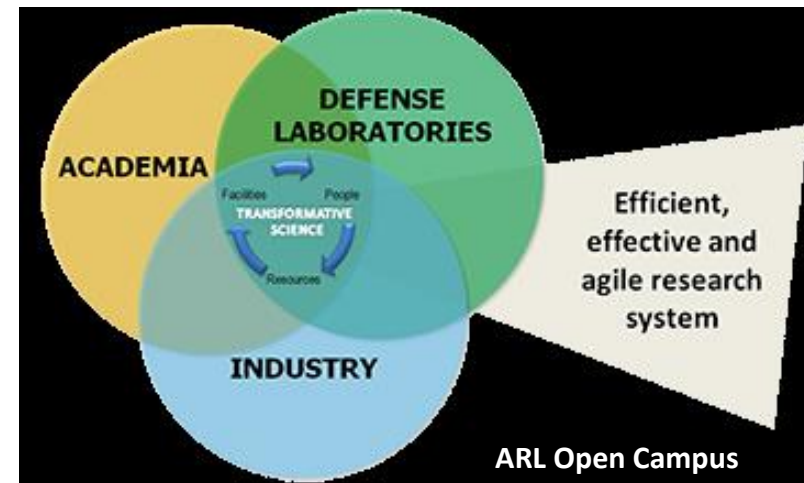 DEFENSE
LABORATORIES
ACADEMIA
Facilities
People
TRANSFORMATIVE
SCIENCE
Resources
INDUSTRY
Efficient,
effective and
agile research
system
ARL Open Campus